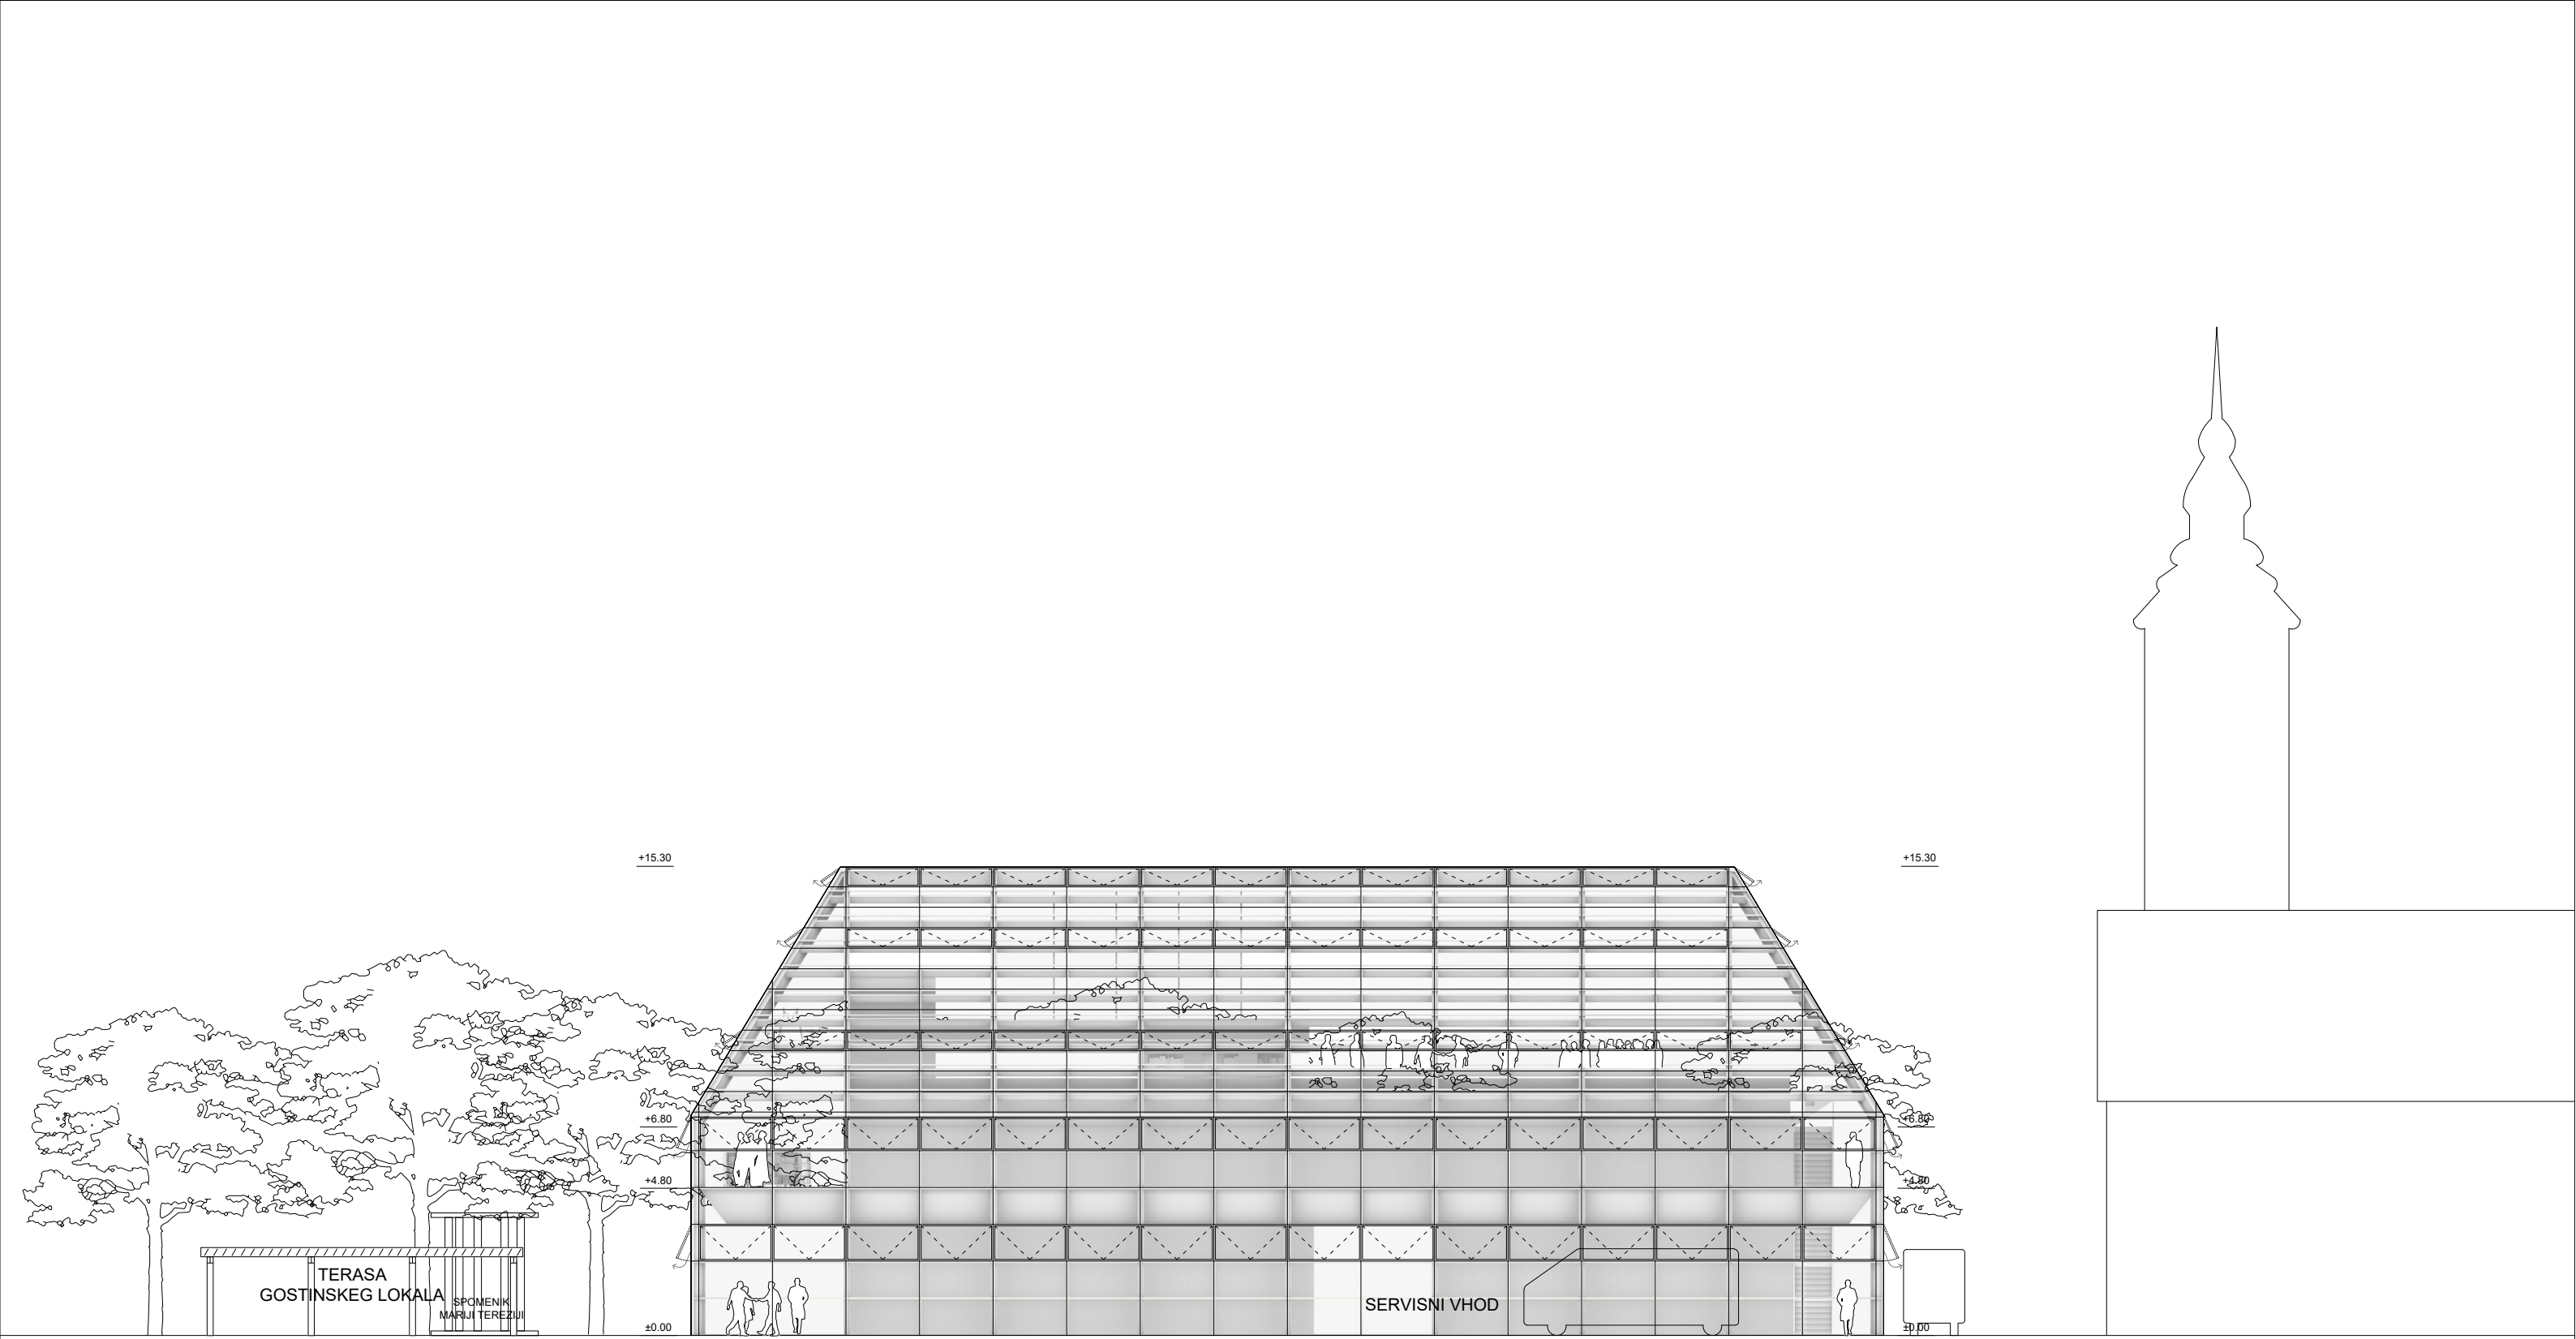 +15.30
+15.30
+6.80
+6.80
+4.80
+4.80
TERASA
GOSTINSKEG LOKALA
SPOMENIK
MARIJI TEREZIJI
SERVISNI VHOD
±0.00
±0.00